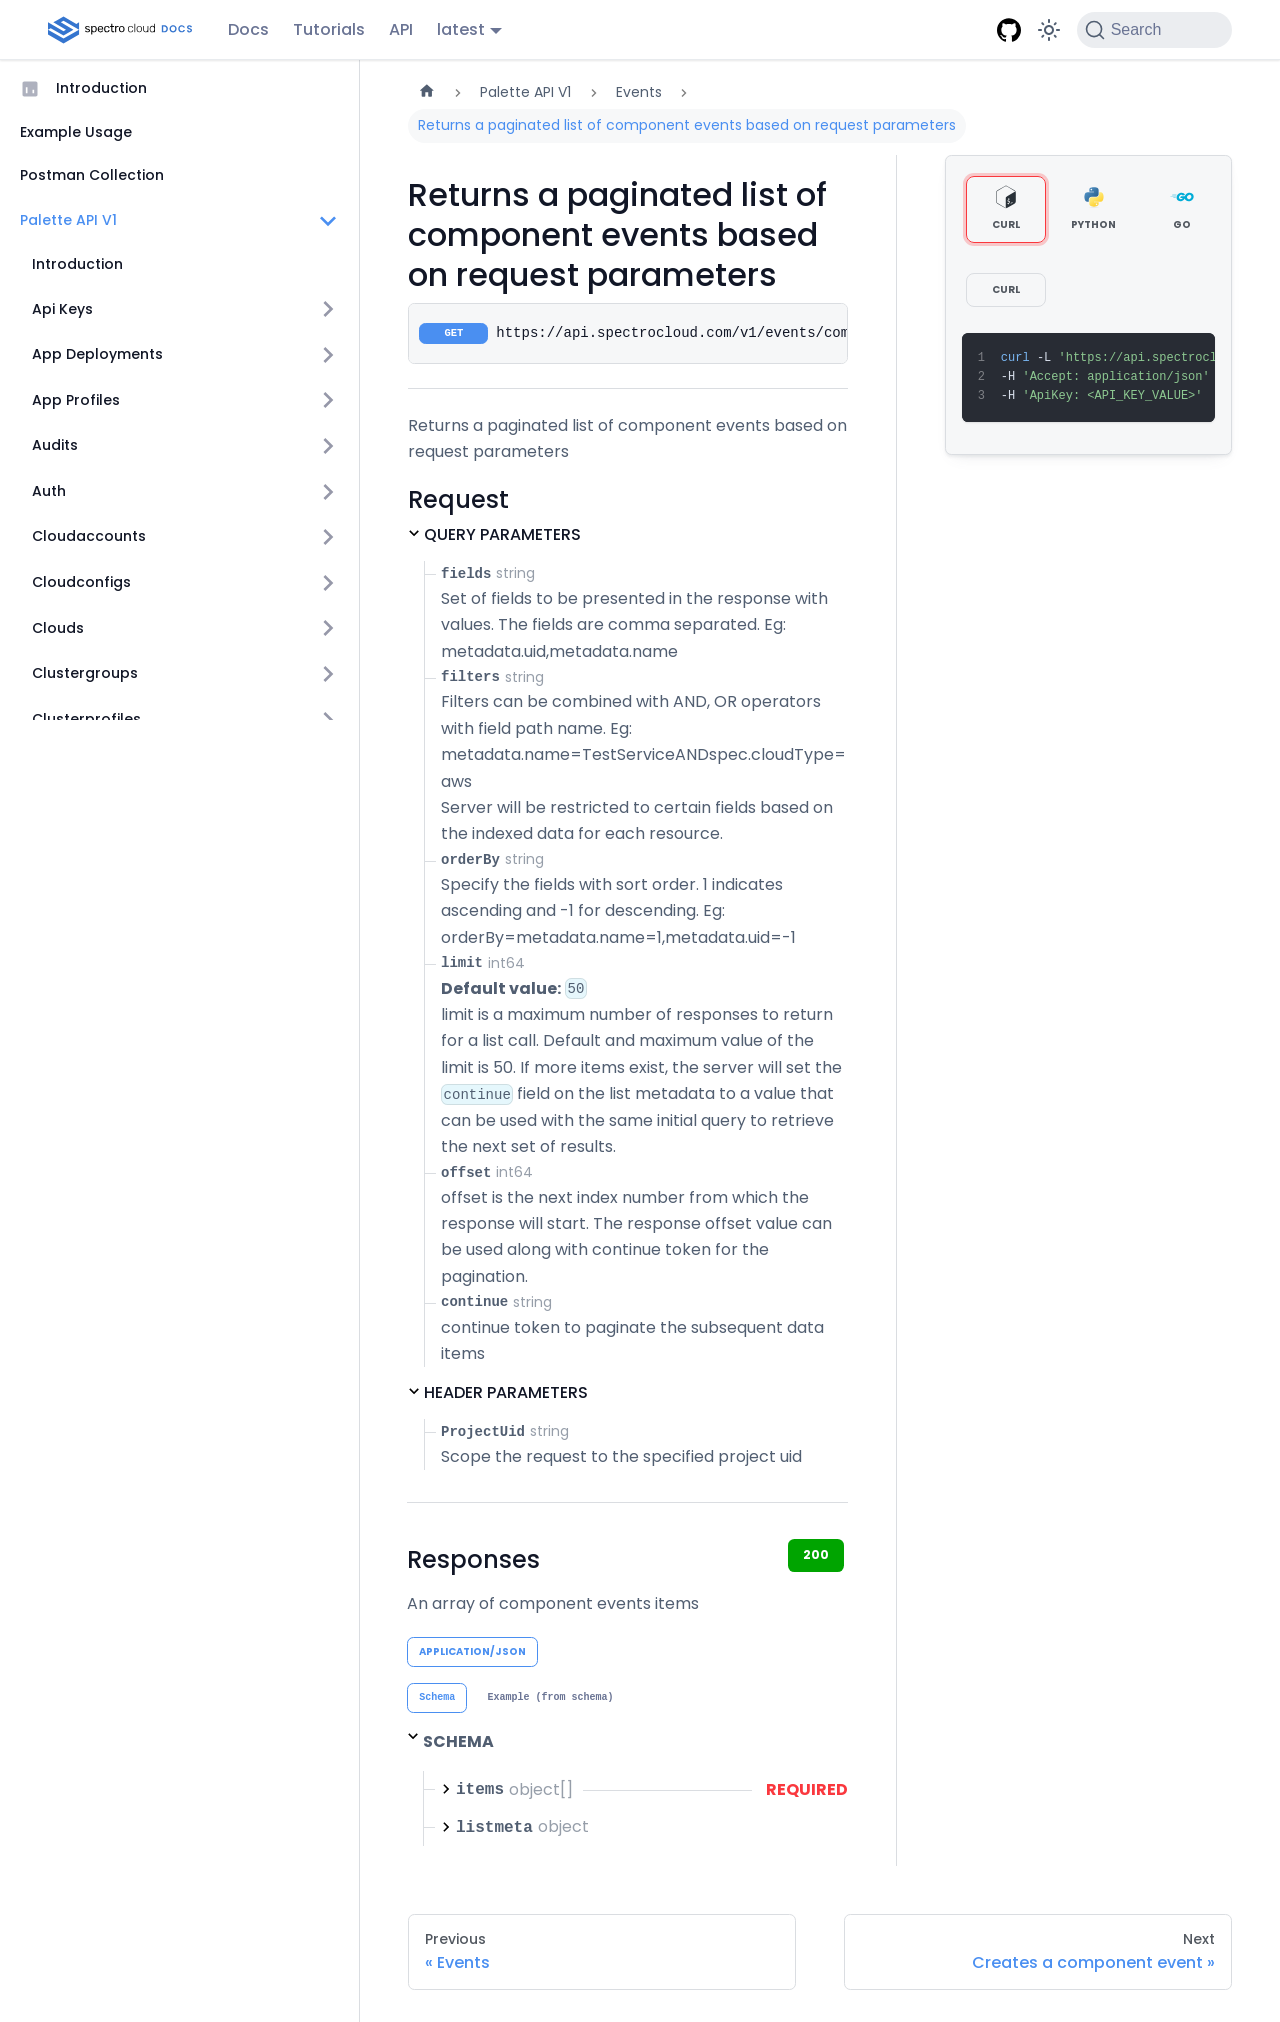 spectro cloud DOCS
Docs
Tutorials
API
latest
Search
Introduction
Example Usage
Postman Collection
Palette API V1
Introduction
Api Keys
App Deployments
App Profiles
Audits
Auth
Cloudaccounts
Cloudconfigs
Clouds
Clustergroups
Clusterprofiles
Palette API V1
Events
Returns a paginated list of component events based on request parameters
Returns a paginated list of
component events based
on request parameters
GET https://api.spectrocloud.com/v1/events/com
Returns a paginated list of component events based on
request parameters
Request
QUERY PARAMETERS
fields string
Set of fields to be presented in the response with
values. The fields are comma separated. Eg:
metadata.uid,metadata.name
filters string
Filters can be combined with AND, OR operators
with field path name. Eg:
metadata.name=TestServiceANDspec.cloudType=
aws
Server will be restricted to certain fields based on
the indexed data for each resource.
orderBy string
Specify the fields with sort order. 1 indicates
ascending and -1 for descending. Eg:
orderBy=metadata.name=1,metadata.uid=-1
limit int64
Default value: 50
limit is a maximum number of responses to return
for a list call. Default and maximum value of the
limit is 50. If more items exist, the server will set the
continue field on the list metadata to a value that
can be used with the same initial query to retrieve
the next set of results.
offset int64
offset is the next index number from which the
response will start. The response offset value can
be used along with continue token for the
pagination.
continue string
continue token to paginate the subsequent data
items
HEADER PARAMETERS
ProjectUid string
Scope the request to the specified project uid
Responses
200
An array of component events items
APPLICATION/JSON
Schema
Example (from schema)
SCHEMA
items object[] REQUIRED
listmeta object
CURL
PYTHON
GO
CURL
1 curl -L 'https://api.spectrocl
2 -H 'Accept: application/json'
3 -H 'ApiKey: <API_KEY_VALUE>'
Previous
« Events
Next
Creates a component event »